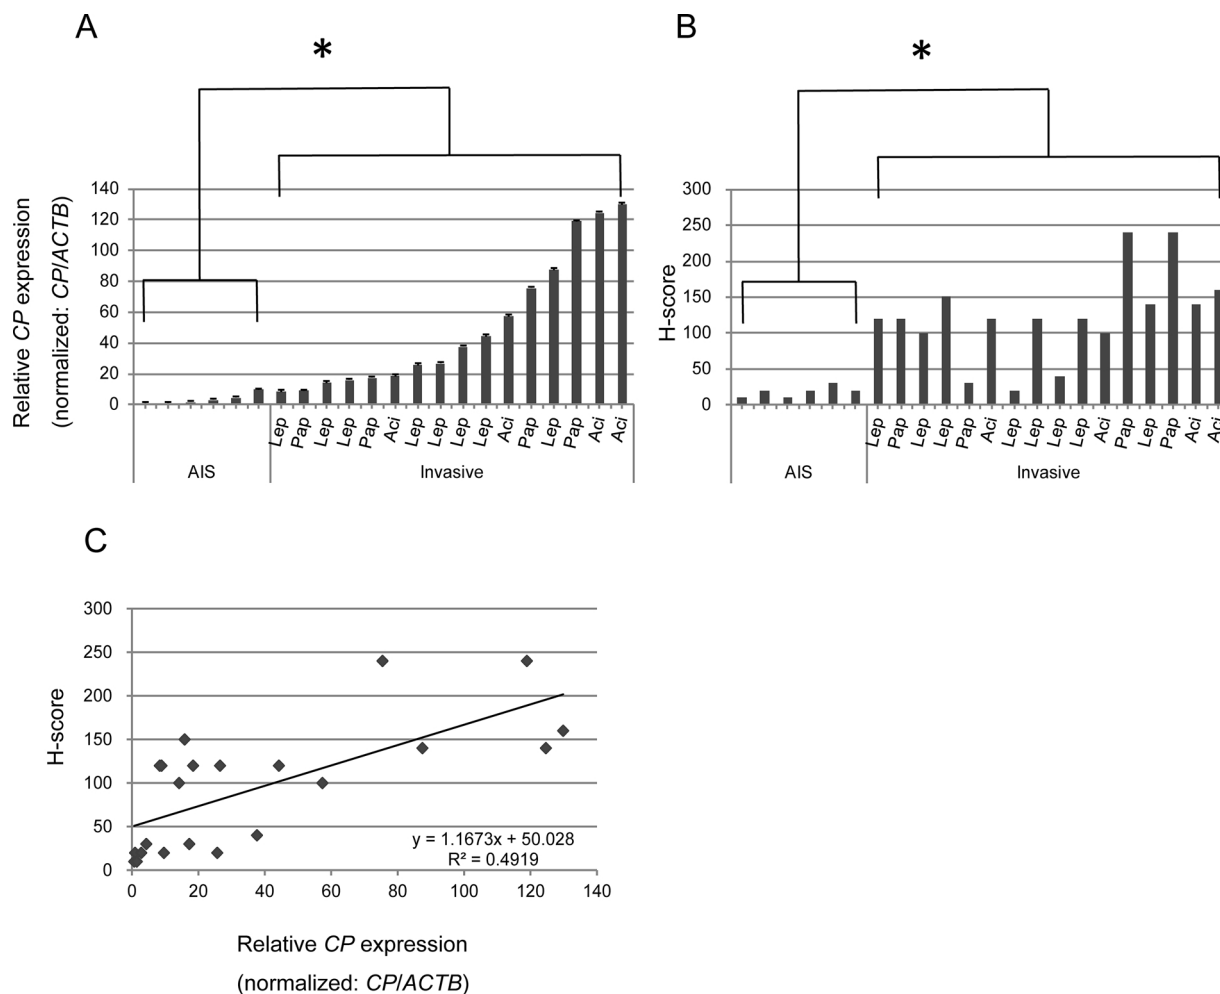 A
*
Relative CP expression
(normalized: CP/ACTB)
140
120
100
80
60
40
20
0
Lep Pap Lep Lep Pap Aci Lep Lep Lep Lep Aci Pap Lep Pap Aci Aci
AIS Invasive
B
*
H-score
300
250
200
150
100
50
0
Lep Pap Lep Lep Pap Aci Lep Lep Lep Lep Aci Pap Lep Pap Aci Aci
AIS Invasive
C
H-score
300
250
200
150
100
50
0
y = 1.1673x + 50.028
R² = 0.4919
0 20 40 60 80 100 120 140
Relative CP expression
(normalized: CP/ACTB)